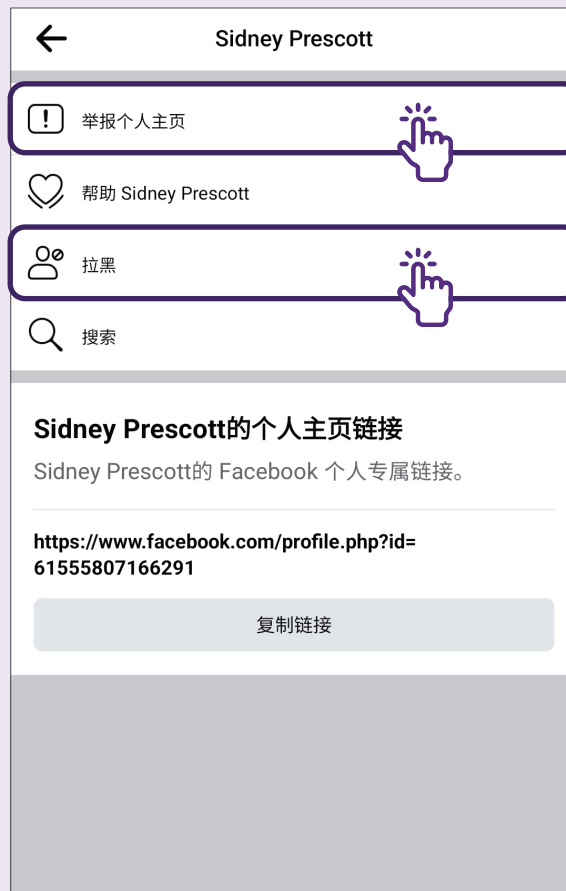 Sidney Prescott
举报个人主页
帮助 Sidney Prescott
拉黑
搜索
Sidney Prescott的个人主页链接
Sidney Prescott的 Facebook 个人专属链接。
https://www.facebook.com/profile.php?id=
61555807166291
复制链接